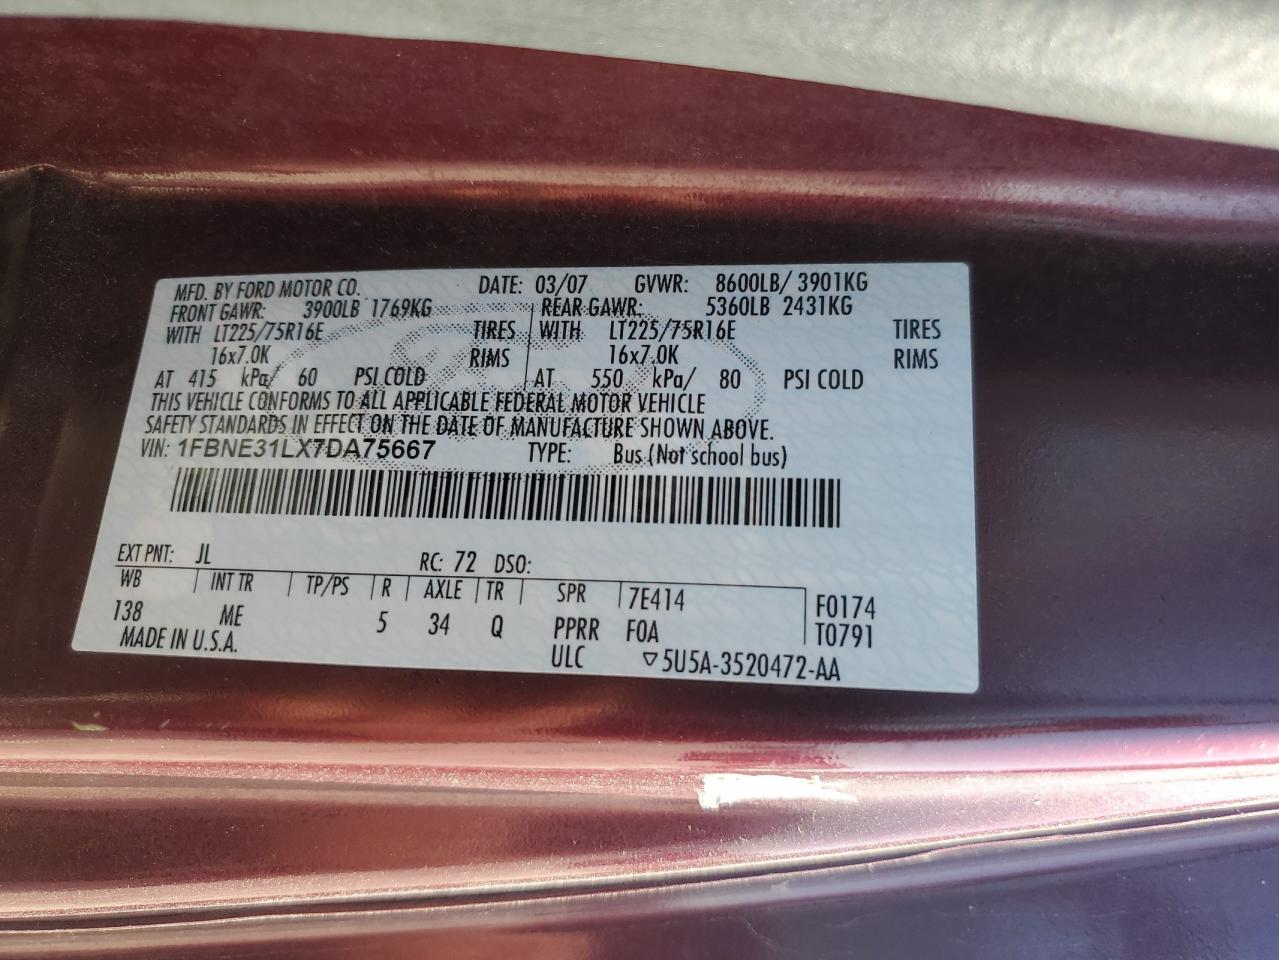 MFD. BY FORD MOTOR CO. DATE: 03/07 GVWR: 8600LB/ 3901KG
FRONT GAWR: 3900LB 1769KG REAR GAWR: 5360LB 2431KG
WITH LT225/75R16E TIRES WITH LT225/75R16E TIRES
16x7.0K RIMS 16x7.0K RIMS
AT 415 kPa/ 60 PSI COLD AT 550 kPa/ 80 PSI COLD
THIS VEHICLE CONFORMS TO ALL APPLICABLE FEDERAL MOTOR VEHICLE
SAFETY STANDARDS IN EFFECT ON THE DATE OF MANUFACTURE SHOWN ABOVE.
VIN: 1FBNE31LX7DA75667 TYPE: Bus (Not school bus)
EXT PNT: JL RC: 72 DSO:
WB INT TR TP/PS R AXLE TR SPR 7E414 F0174
138 ME 5 34 Q PPRR F0A T0791
MADE IN U.S.A. ULC ▽5U5A-3520472-AA